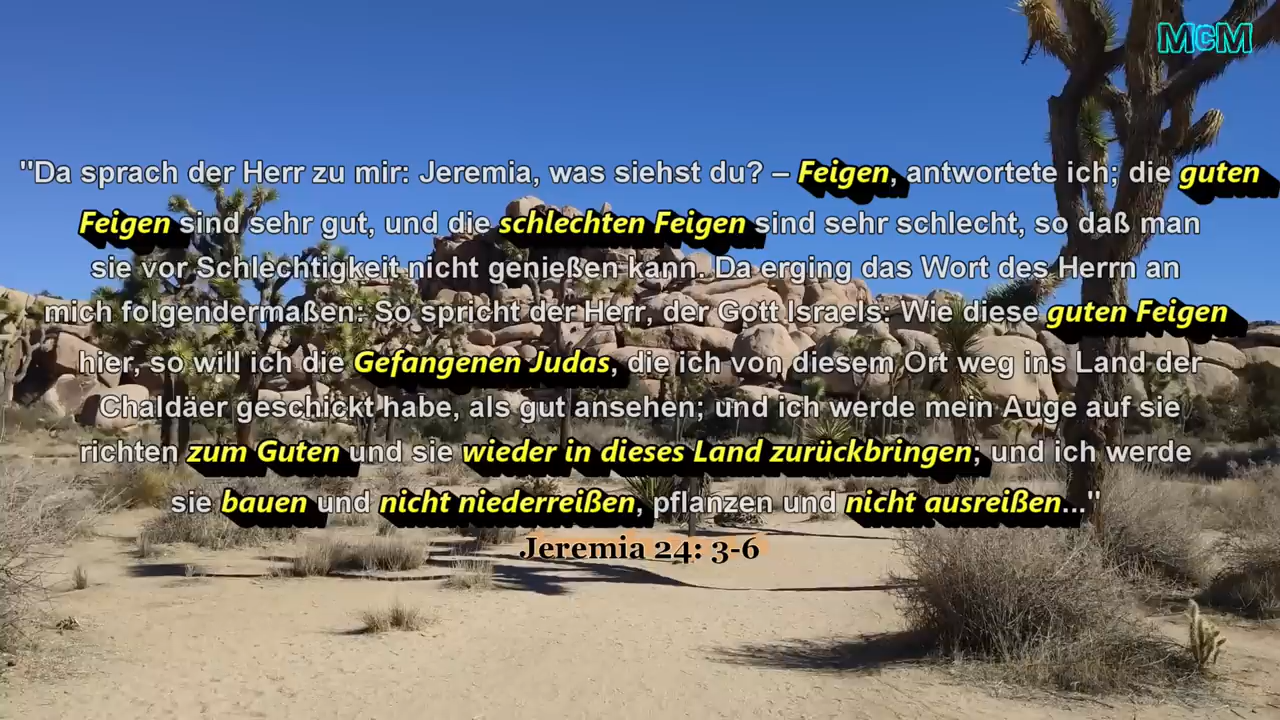 McM
"Da sprach der Herr zu mir: Jeremia, was siehst du? – Feigen, antwortete ich; die guten
Feigen sind sehr gut, und die schlechten Feigen sind sehr schlecht, so daß man
sie vor Schlechtigkeit nicht genießen kann. Da erging das Wort des Herrn an
mich folgendermaßen: So spricht der Herr, der Gott Israels: Wie diese guten Feigen
hier, so will ich die Gefangenen Judas, die ich von diesem Ort weg ins Land der
Chaldäer geschickt habe, als gut ansehen; und ich werde mein Auge auf sie
richten zum Guten und sie wieder in dieses Land zurückbringen; und ich werde
sie bauen und nicht niederreißen, pflanzen und nicht ausreißen..."
Jeremia 24: 3-6